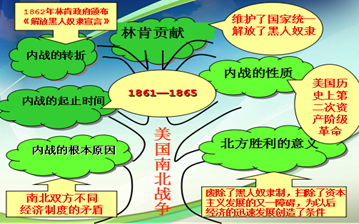 1862年林肯政府颁布
《解放黑人奴隶宣言》
林肯贡献
维护了国家统一
解放了黑人奴隶
内战的转折
内战的性质
美国历
史上第
二次资
产阶级
革命
内战的起止时间
1861—1865
内战的根本原因
美国南北战争
北方胜利的意义
南北双方不同
经济制度的矛盾
废除了黑人奴隶制,扫除了资本
主义发展的又一障碍,为以后
经济的迅速发展创造了条件